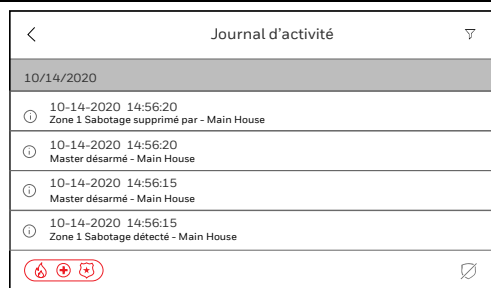 Journal d’activité
10/14/2020
10-14-2020 14:56:20
Zone 1 Sabotage supprimé par - Main House
10-14-2020 14:56:20
Master désarmé - Main House
10-14-2020 14:56:15
Master désarmé - Main House
10-14-2020 14:56:15
Zone 1 Sabotage détecté - Main House